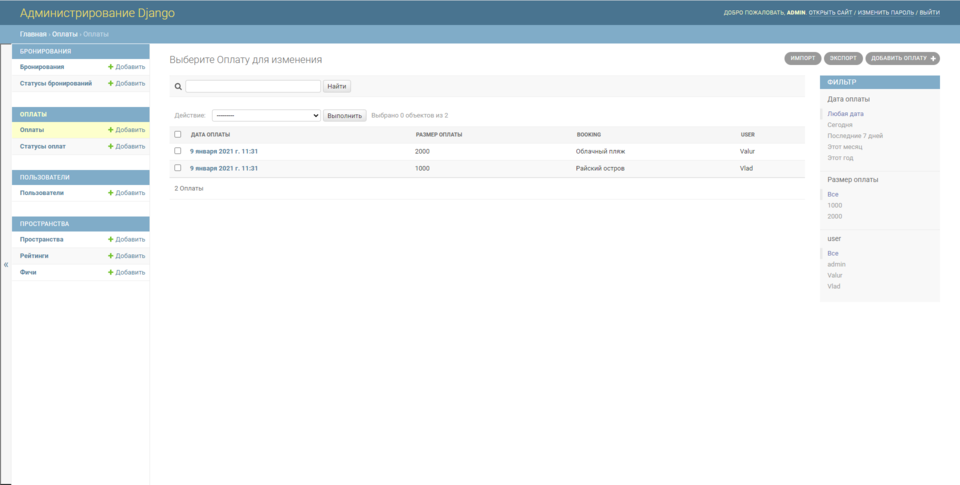 Администрирование Django
ДОБРО ПОЖАЛОВАТЬ, ADMIN. ОТКРЫТЬ САЙТ / ИЗМЕНИТЬ ПАРОЛЬ / ВЫЙТИ
Главная › Оплаты › Оплаты
БРОНИРОВАНИЯ
Бронирования + Добавить
Статусы бронирований + Добавить
ОПЛАТЫ
Оплаты + Добавить
Статусы оплат + Добавить
ПОЛЬЗОВАТЕЛИ
Пользователи + Добавить
ПРОСТРАНСТВА
Пространства + Добавить
Рейтинги + Добавить
Фичи + Добавить
«
Выберите Оплату для изменения
ИМПОРТ ЭКСПОРТ ДОБАВИТЬ ОПЛАТУ +
Найти
Действие: --------- Выполнить Выбрано 0 объектов из 2
ДАТА ОПЛАТЫ РАЗМЕР ОПЛАТЫ BOOKING USER
9 января 2021 г. 11:31 2000 Облачный пляж Valur
9 января 2021 г. 11:31 1000 Райский остров Vlad
2 Оплаты
ФИЛЬТР
Дата оплаты
Любая дата
Сегодня
Последние 7 дней
Этот месяц
Этот год
Размер оплаты
Все
1000
2000
user
Все
admin
Valur
Vlad